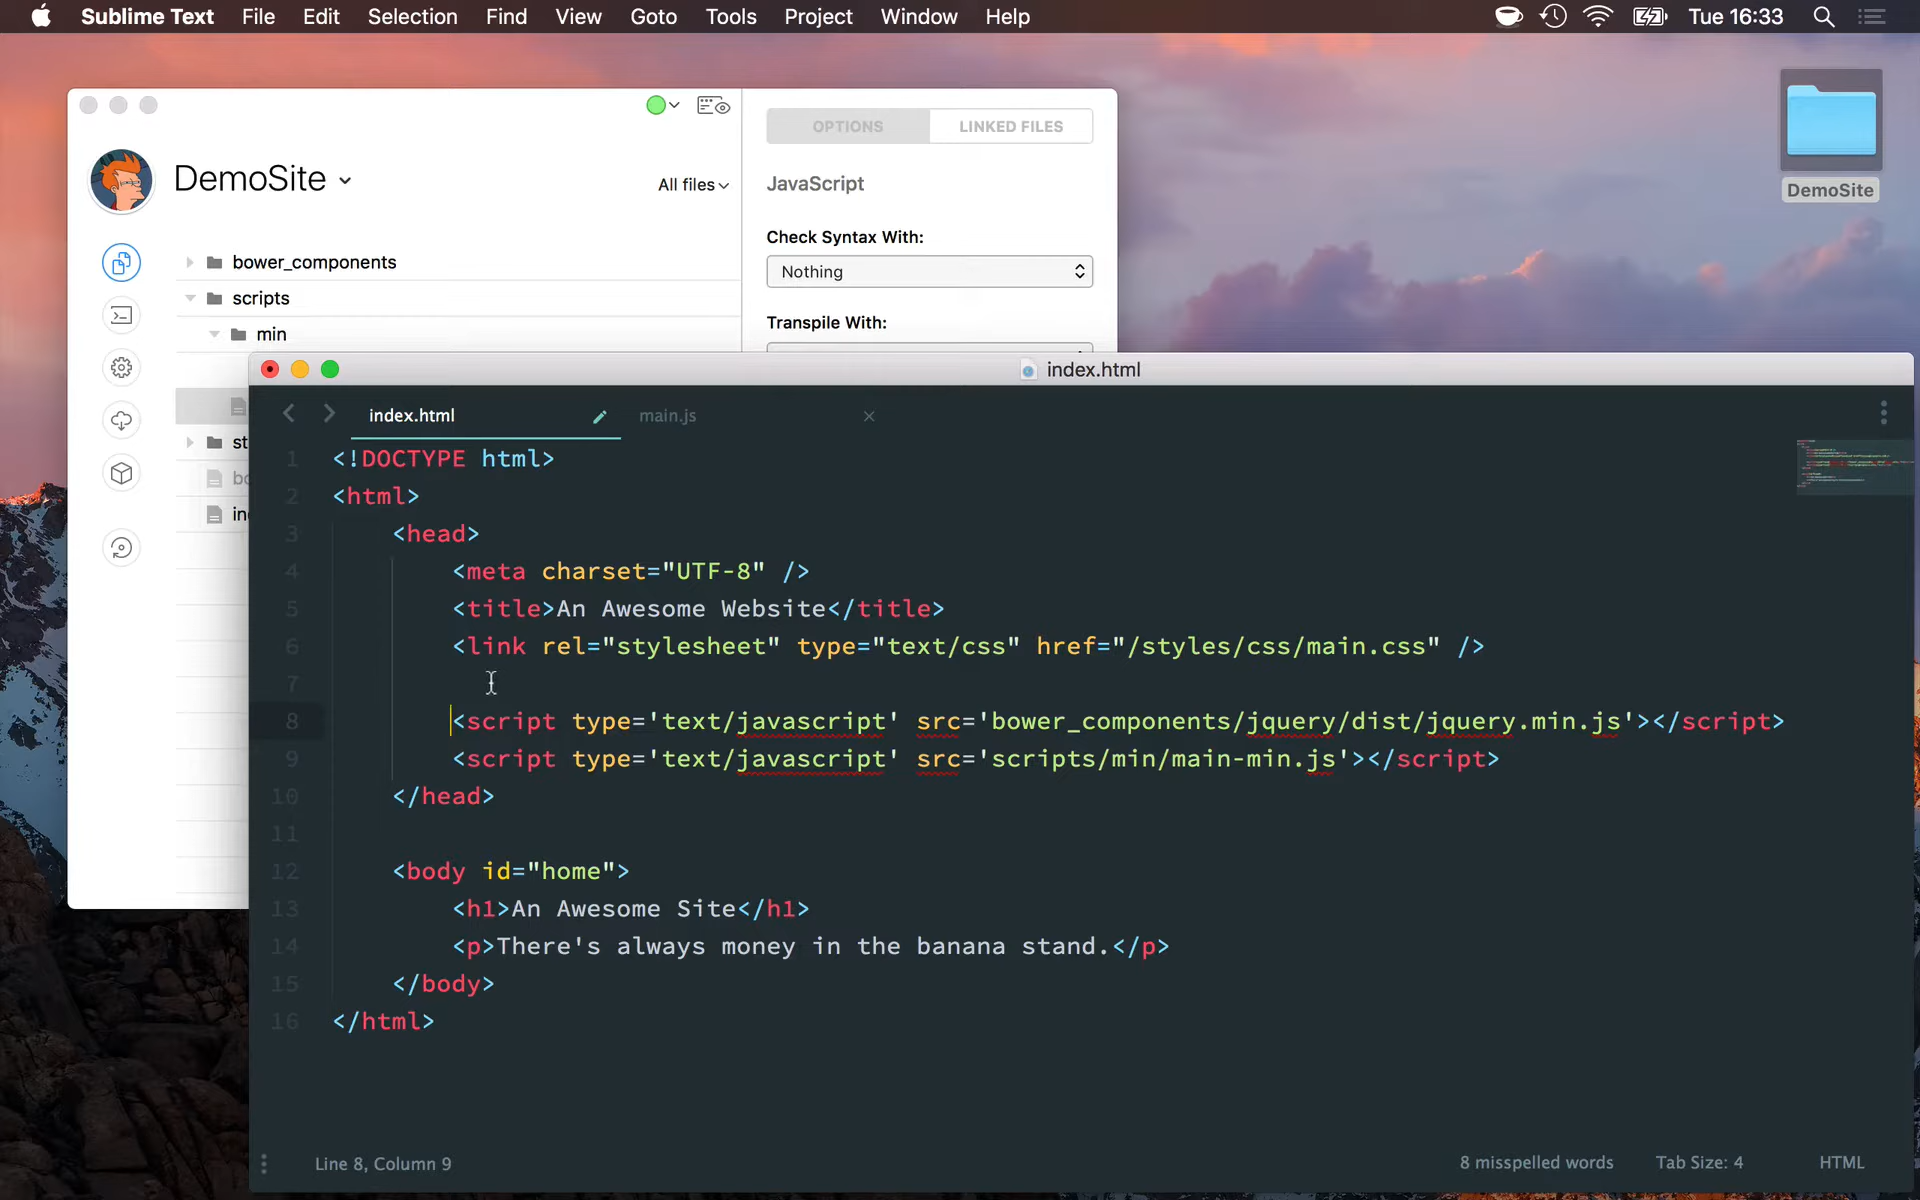 Sublime Text File Edit Selection Find View Goto Tools Project Window Help Tue 16:33
DemoSite
OPTIONS LINKED FILES
DemoSite
All files
JavaScript
Check Syntax With:
Nothing
Transpile With:
bower_components
scripts
min
st
bo
in
index.html
index.html main.js
1 <!DOCTYPE html>
2 <html>
3 <head>
4 <meta charset="UTF-8" />
5 <title>An Awesome Website</title>
6 <link rel="stylesheet" type="text/css" href="/styles/css/main.css" />
7
8 <script type='text/javascript' src='bower_components/jquery/dist/jquery.min.js'></script>
9 <script type='text/javascript' src='scripts/min/main-min.js'></script>
10 </head>
11
12 <body id="home">
13 <h1>An Awesome Site</h1>
14 <p>There's always money in the banana stand.</p>
15 </body>
16 </html>
Line 8, Column 9 8 misspelled words Tab Size: 4 HTML